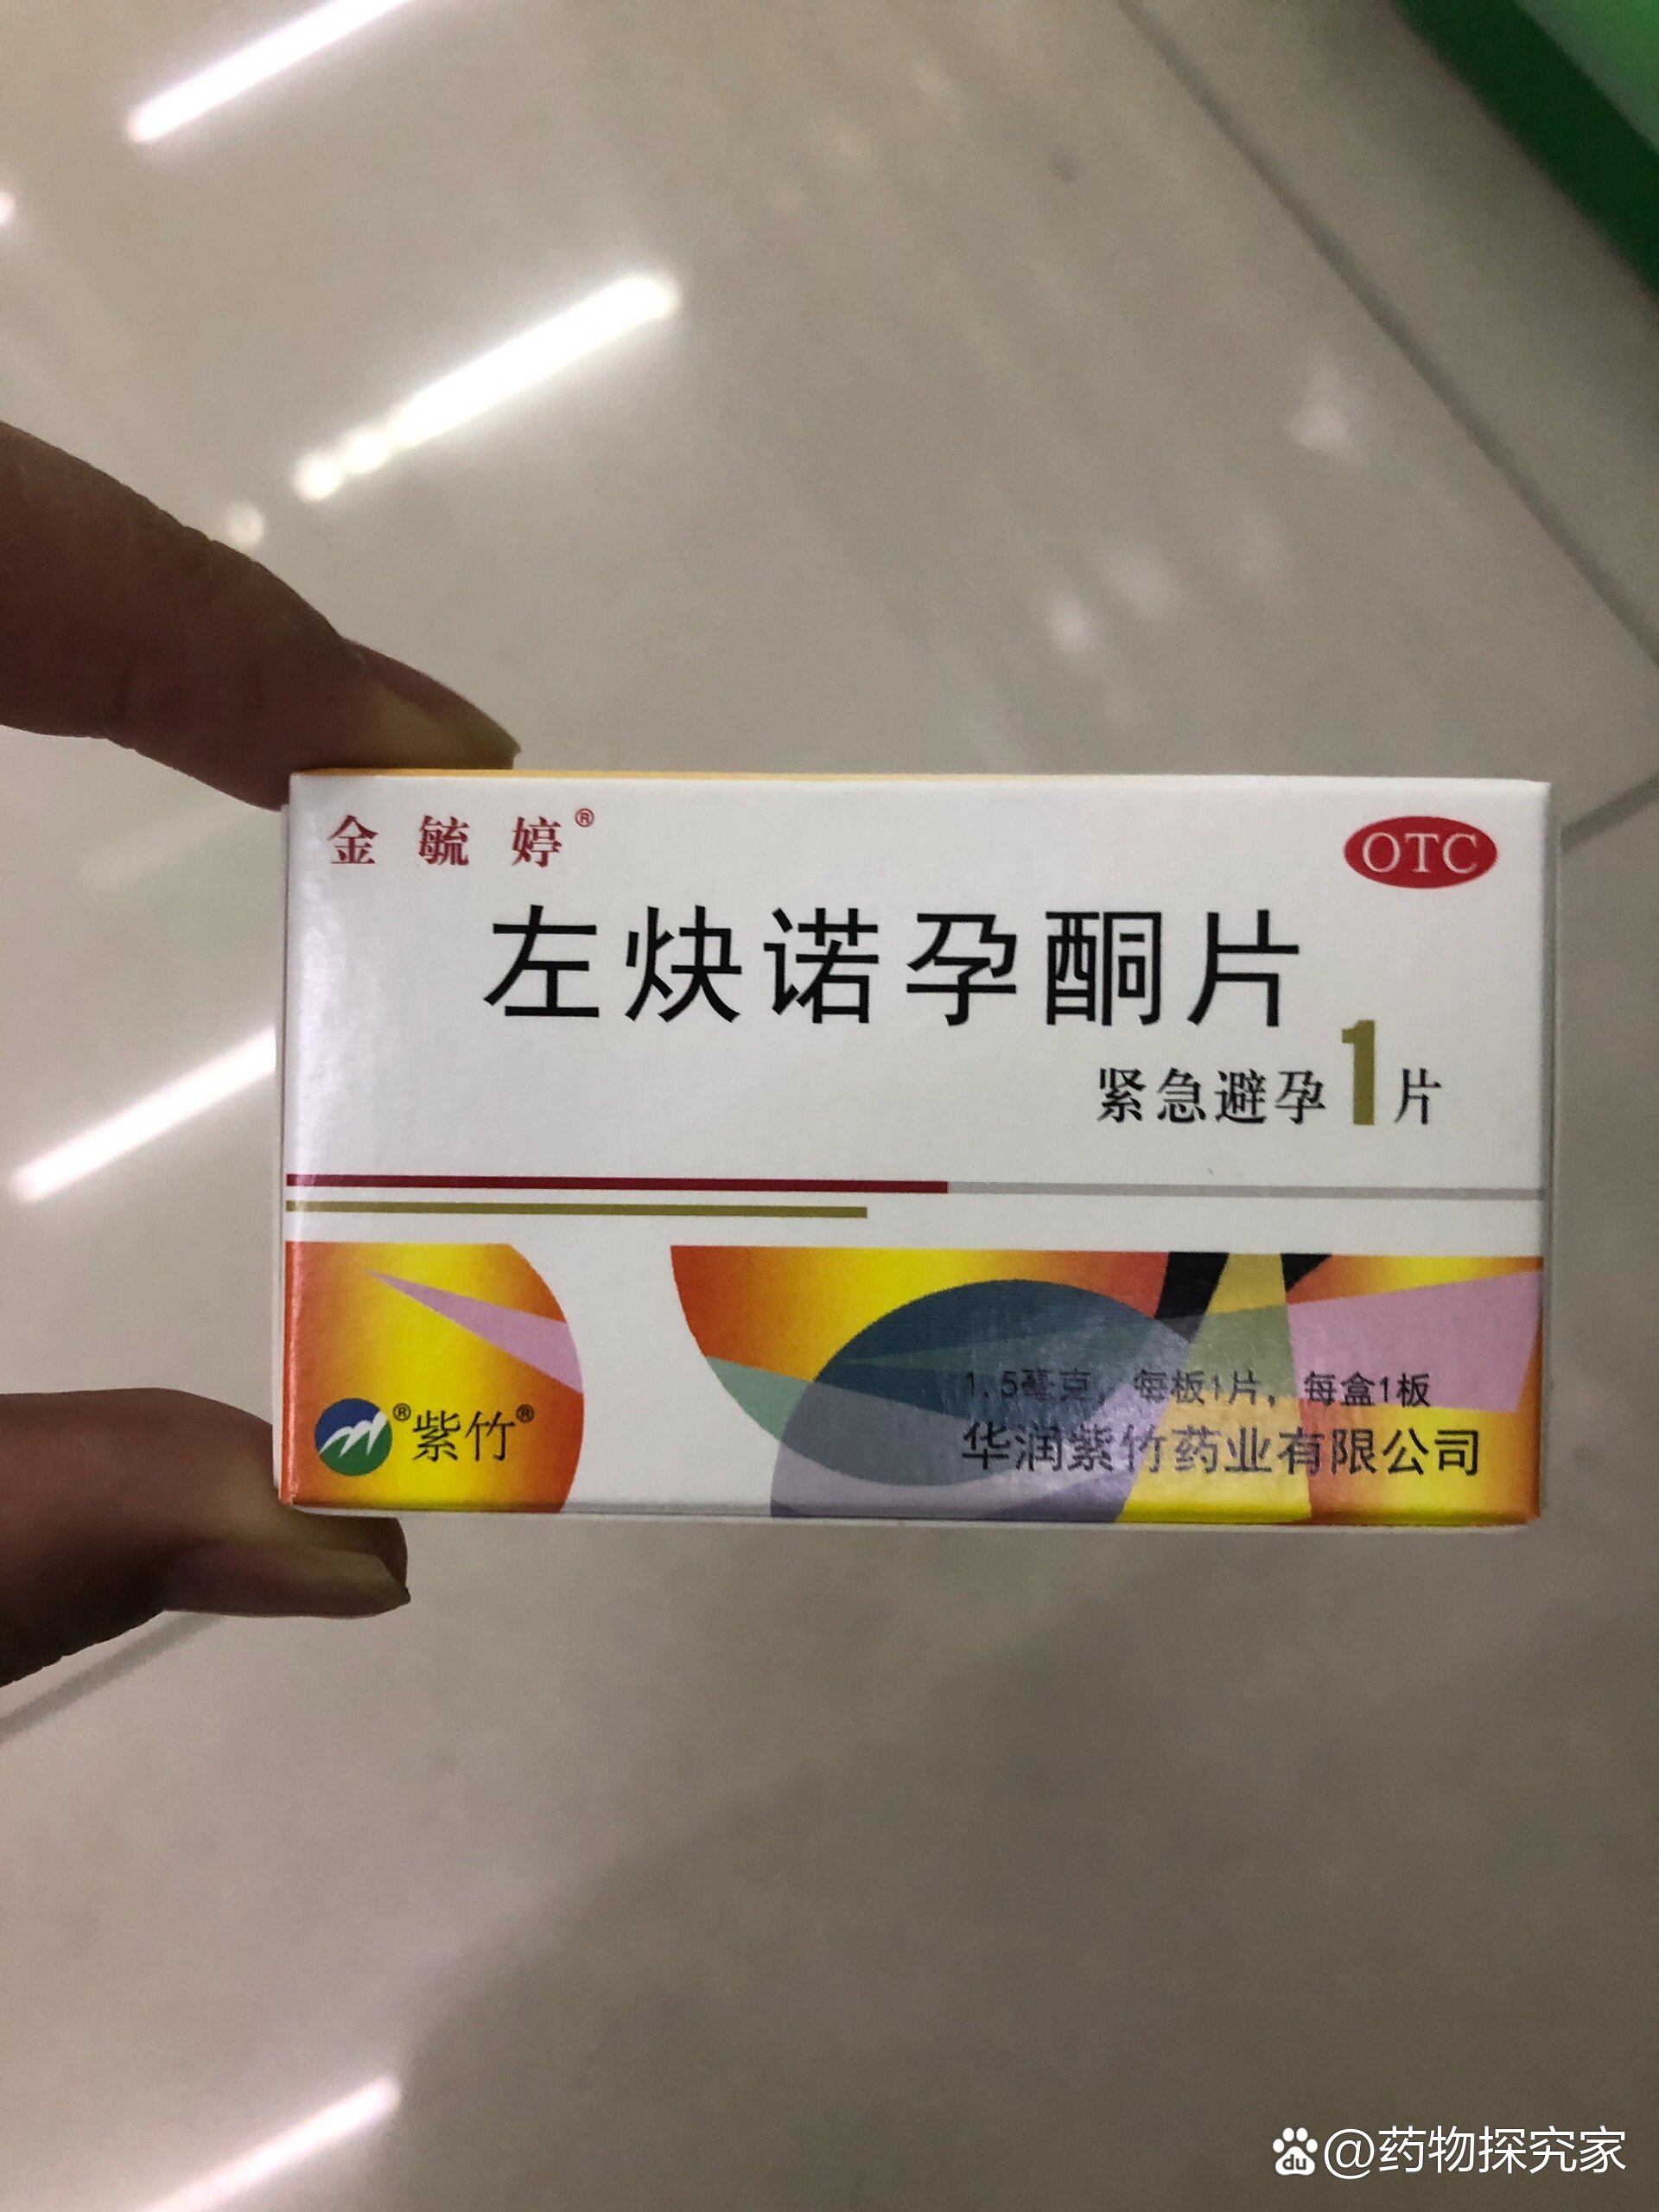 金毓婷®
OTC
左炔诺孕酮片
紧急避孕1片
1.5毫克,每板1片,每盒1板
®紫竹®
华润紫竹药业有限公司
du @药物探究家